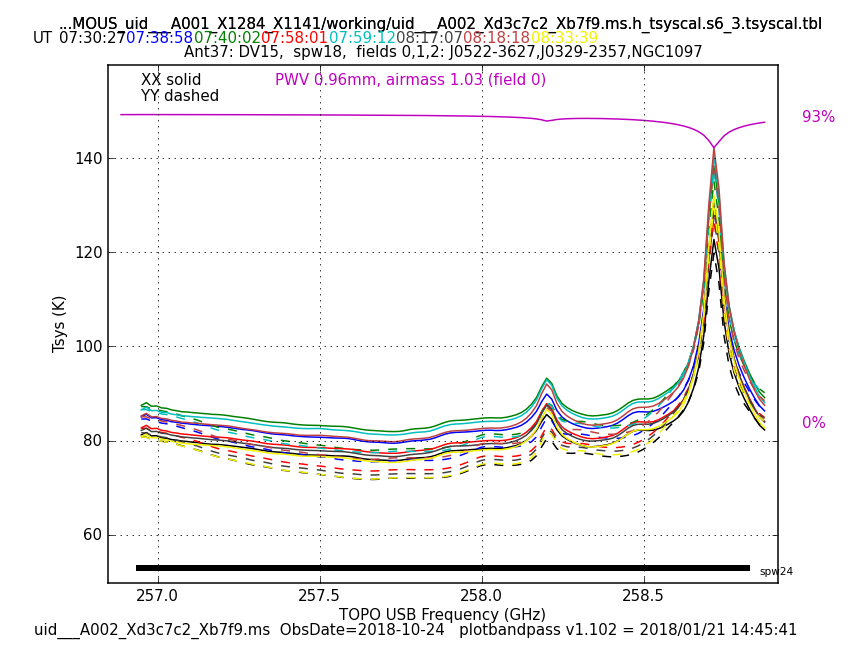 ...MOUS_uid___A001_X1284_X1141/working/uid___A002_Xd3c7c2_Xb7f9.ms.h_tsyscal.s6_3.tsyscal.tbl
UT 07:30:27 07:38:58 07:40:02 07:58:01 07:59:12 08:17:07 08:18:18 08:33:39
Ant37: DV15, spw18, fields 0,1,2: J0522-3627,J0329-2357,NGC1097
XX solid PWV 0.96mm, airmass 1.03 (field 0)
YY dashed
93%
140
120
Tsys (K)
100
0%
80
60
spw24
257.0 257.5 258.0 258.5
TOPO USB Frequency (GHz)
uid___A002_Xd3c7c2_Xb7f9.ms ObsDate=2018-10-24 plotbandpass v1.102 = 2018/01/21 14:45:41